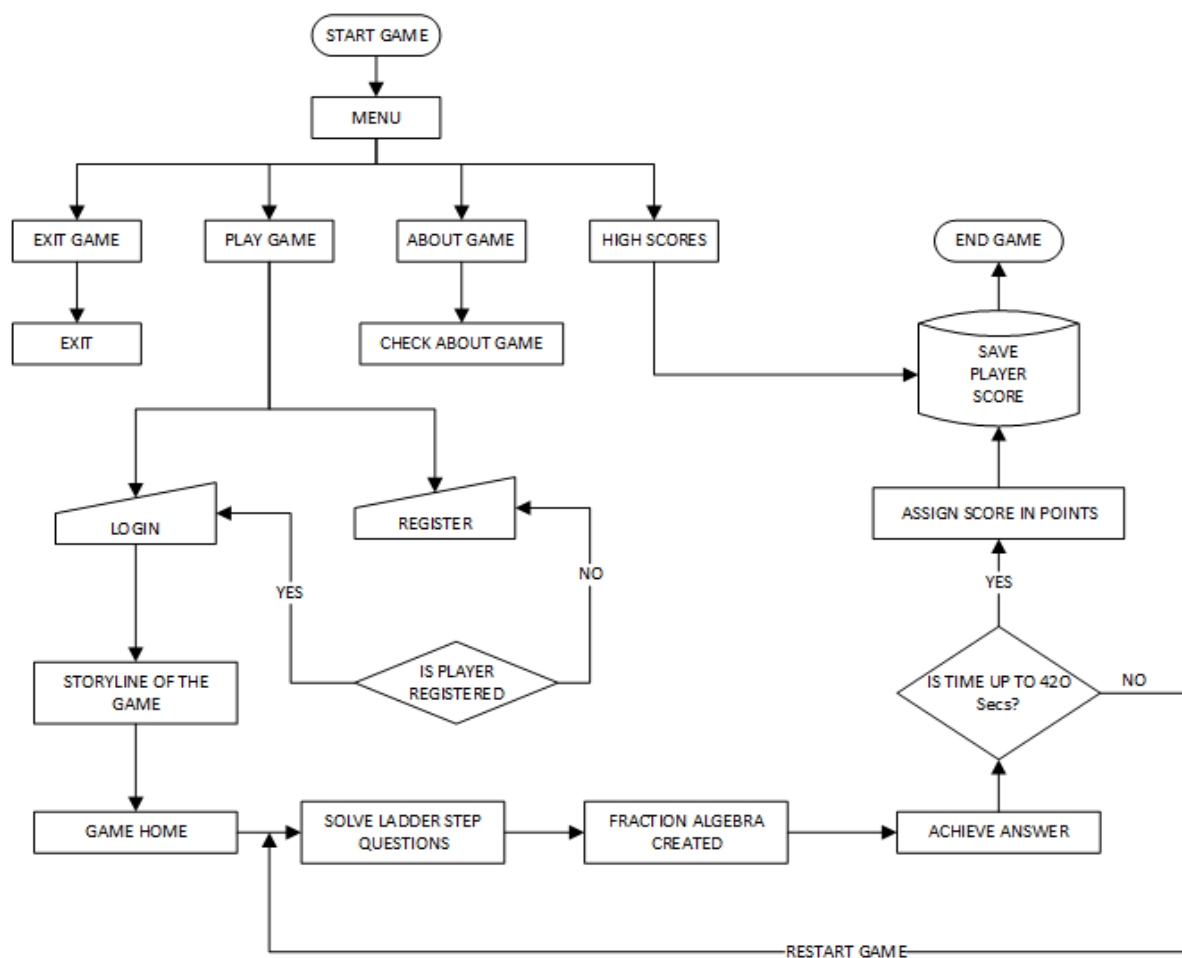 START GAME
MENU
EXIT GAME
PLAY GAME
ABOUT GAME
HIGH SCORES
END GAME
EXIT
CHECK ABOUT GAME
SAVE
PLAYER
SCORE
LOGIN
REGISTER
ASSIGN SCORE IN POINTS
YES
NO
YES
STORYLINE OF THE
GAME
IS PLAYER
REGISTERED
IS TIME UP TO 420
Secs?
NO
GAME HOME
SOLVE LADDER STEP
QUESTIONS
FRACTION ALGEBRA
CREATED
ACHIEVE ANSWER
RESTART GAME